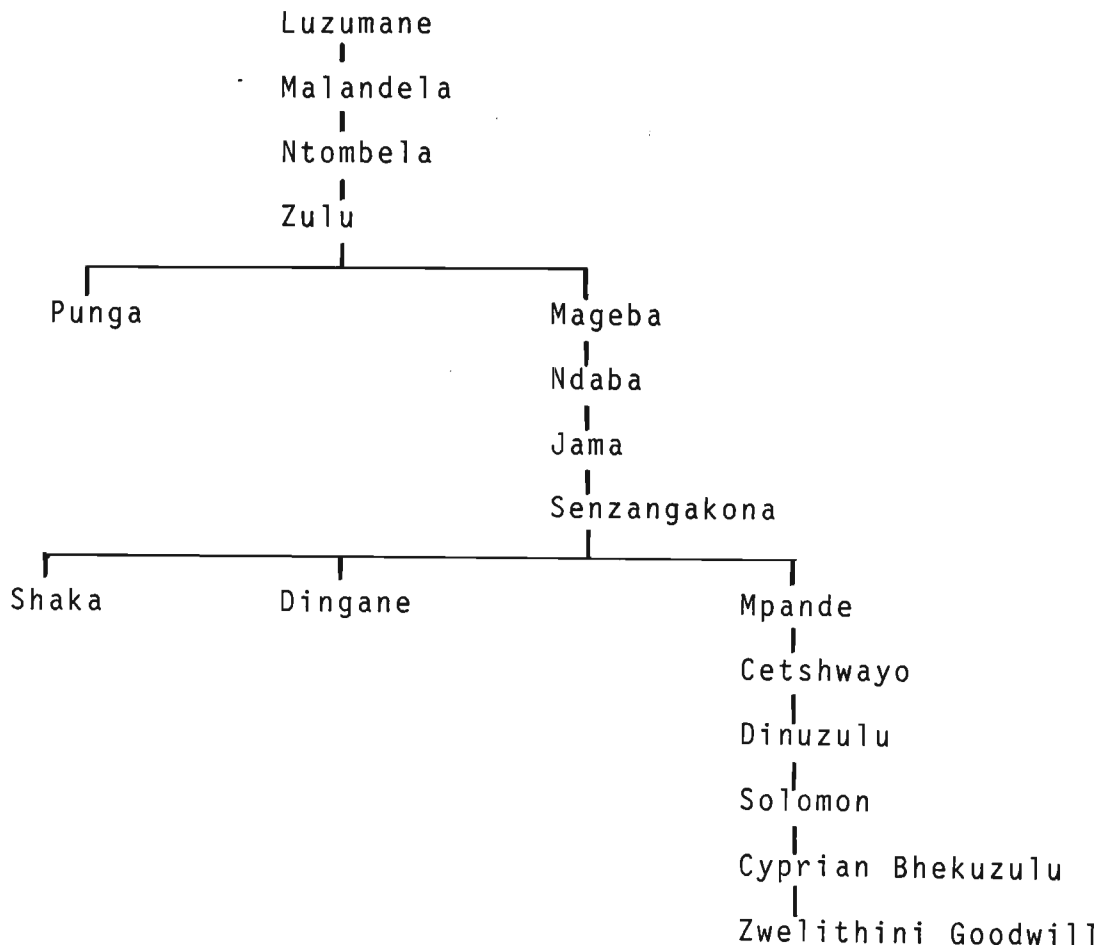 Luzumane
Malandela
Ntombela
Zulu
Punga Mageba
Ndaba
Jama
Senzangakona
Shaka Dingane Mpande
Cetshwayo
Dinuzulu
Solomon
Cyprian Bhekuzulu
Zwelithini Goodwill